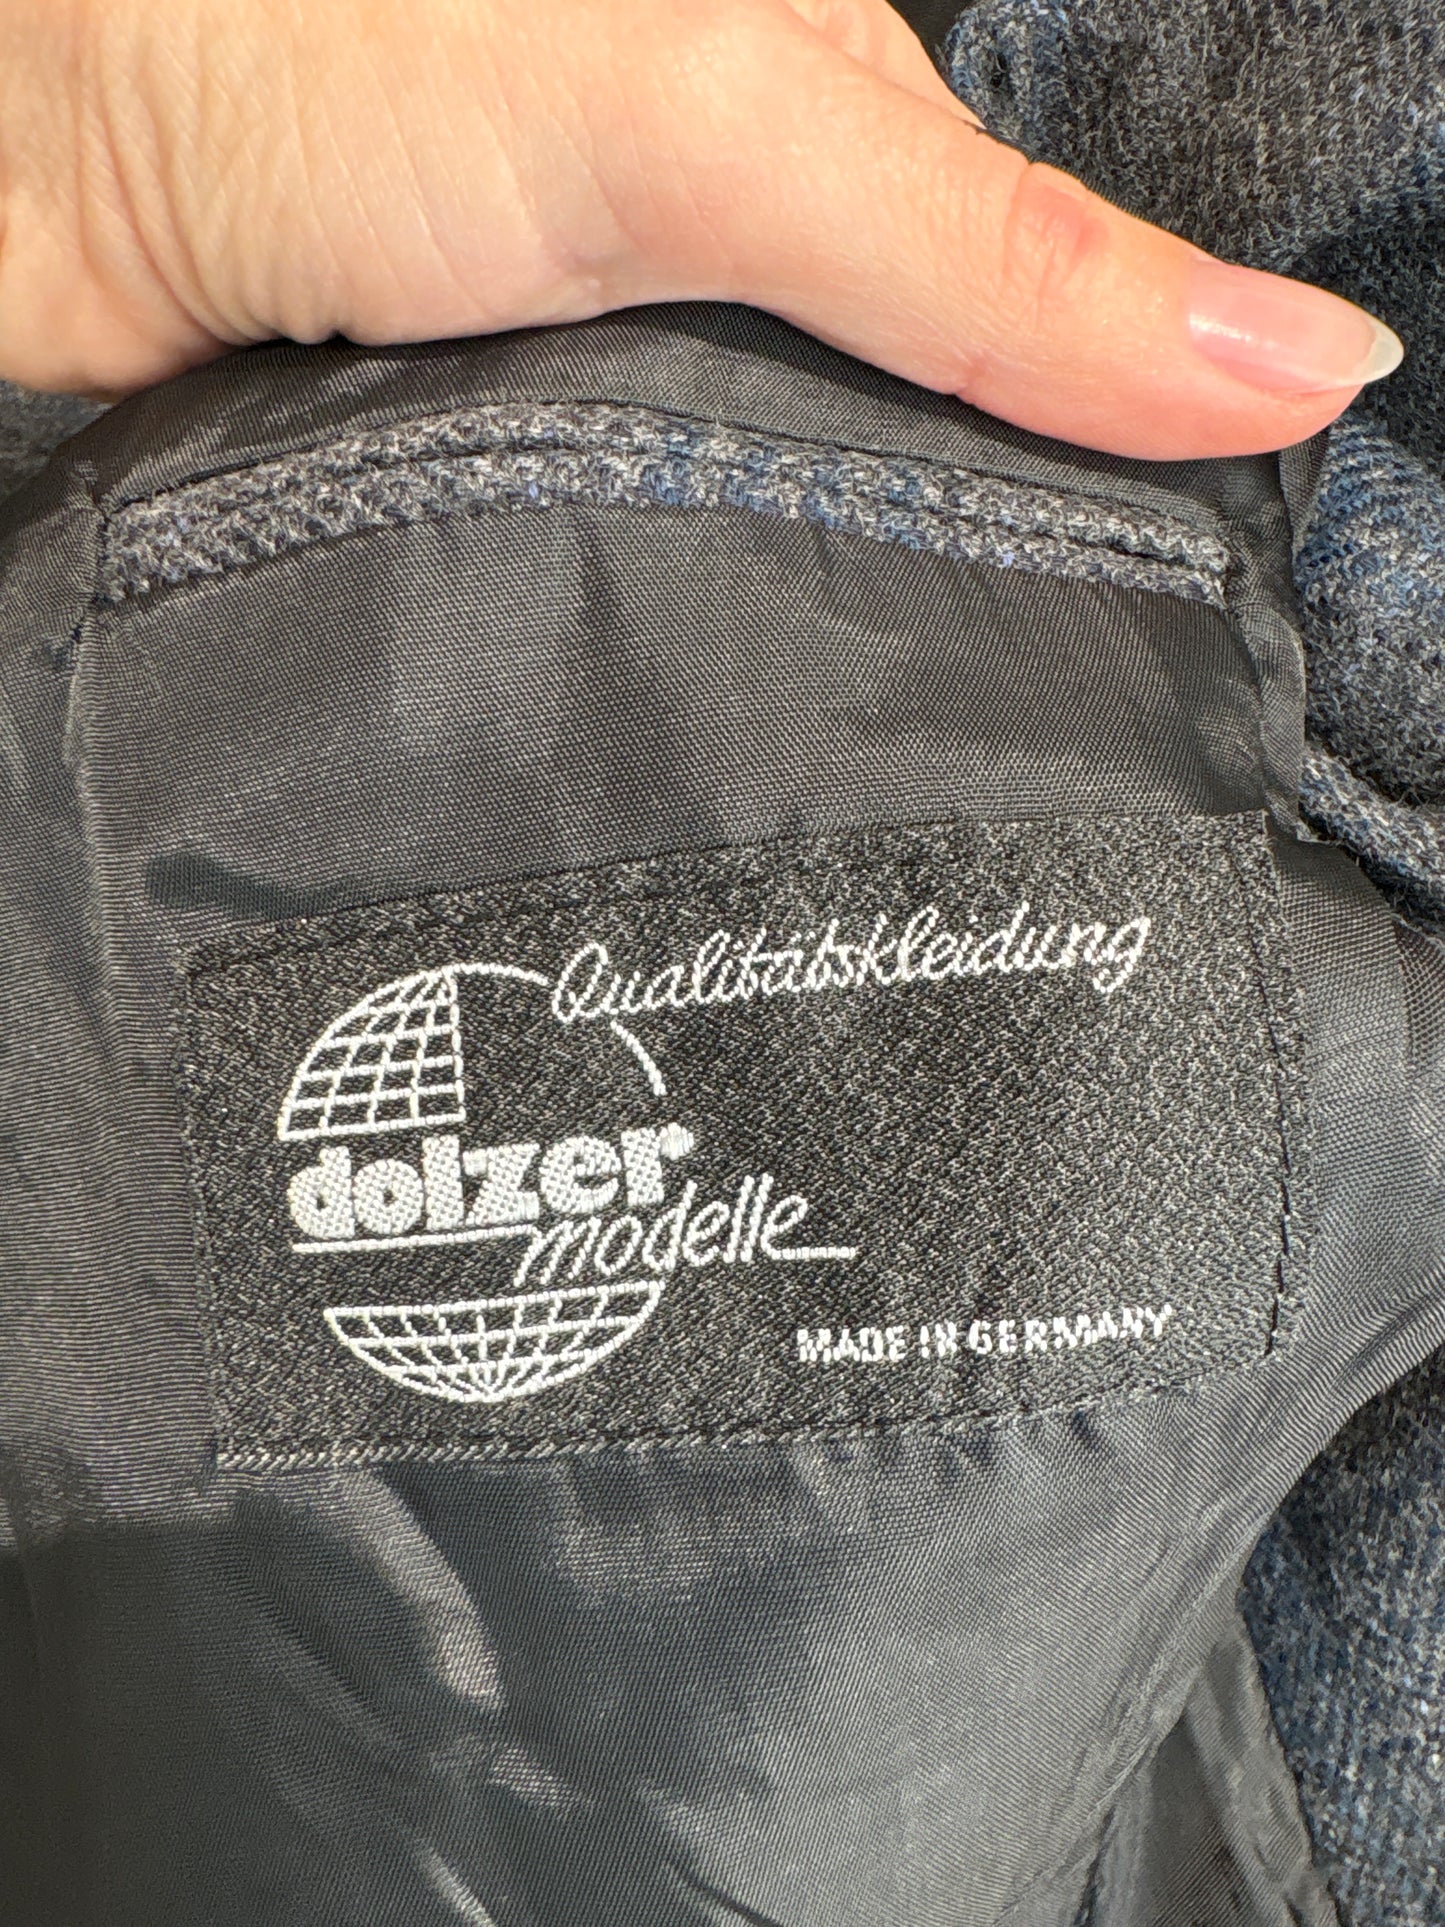 Qualitätskleidung
dolzer
modelle
MADE IN GERMANY